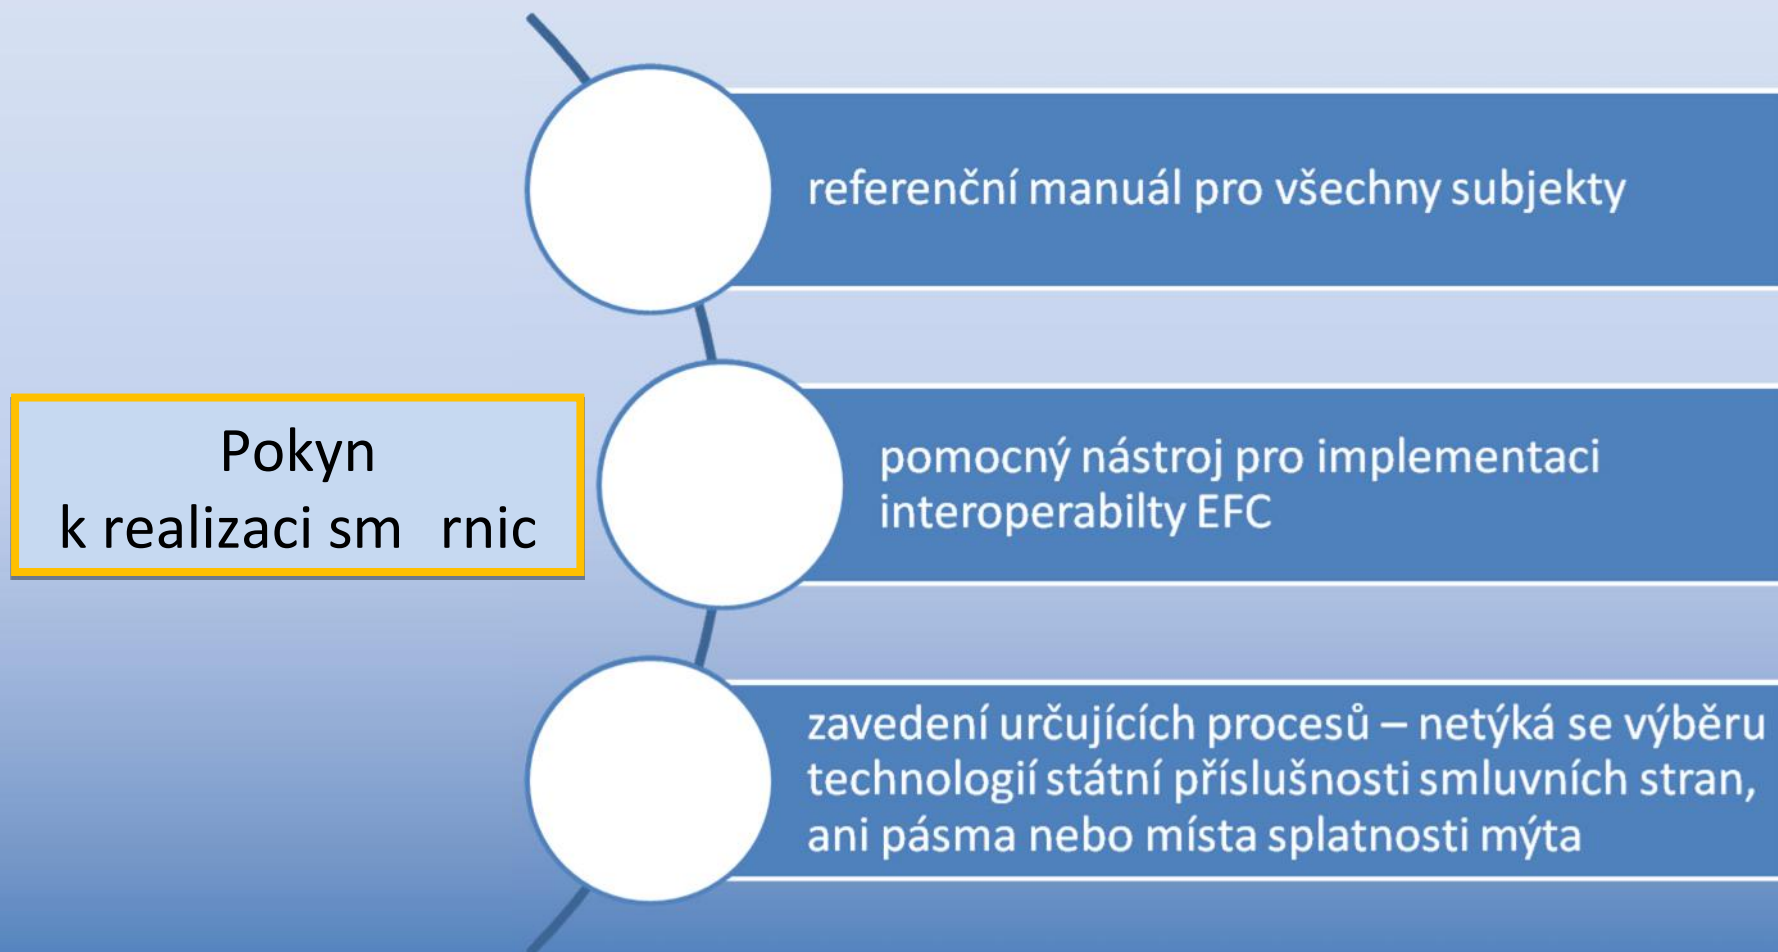 referenční manuál pro všechny subjekty
Pokyn
k realizaci sm rnic
pomocný nástroj pro implementaci
interoperabilty EFC
zavedení určujících procesů – netýká se výběru
technologií státní příslušnosti smluvních stran,
ani pásma nebo místa splatnosti mýta